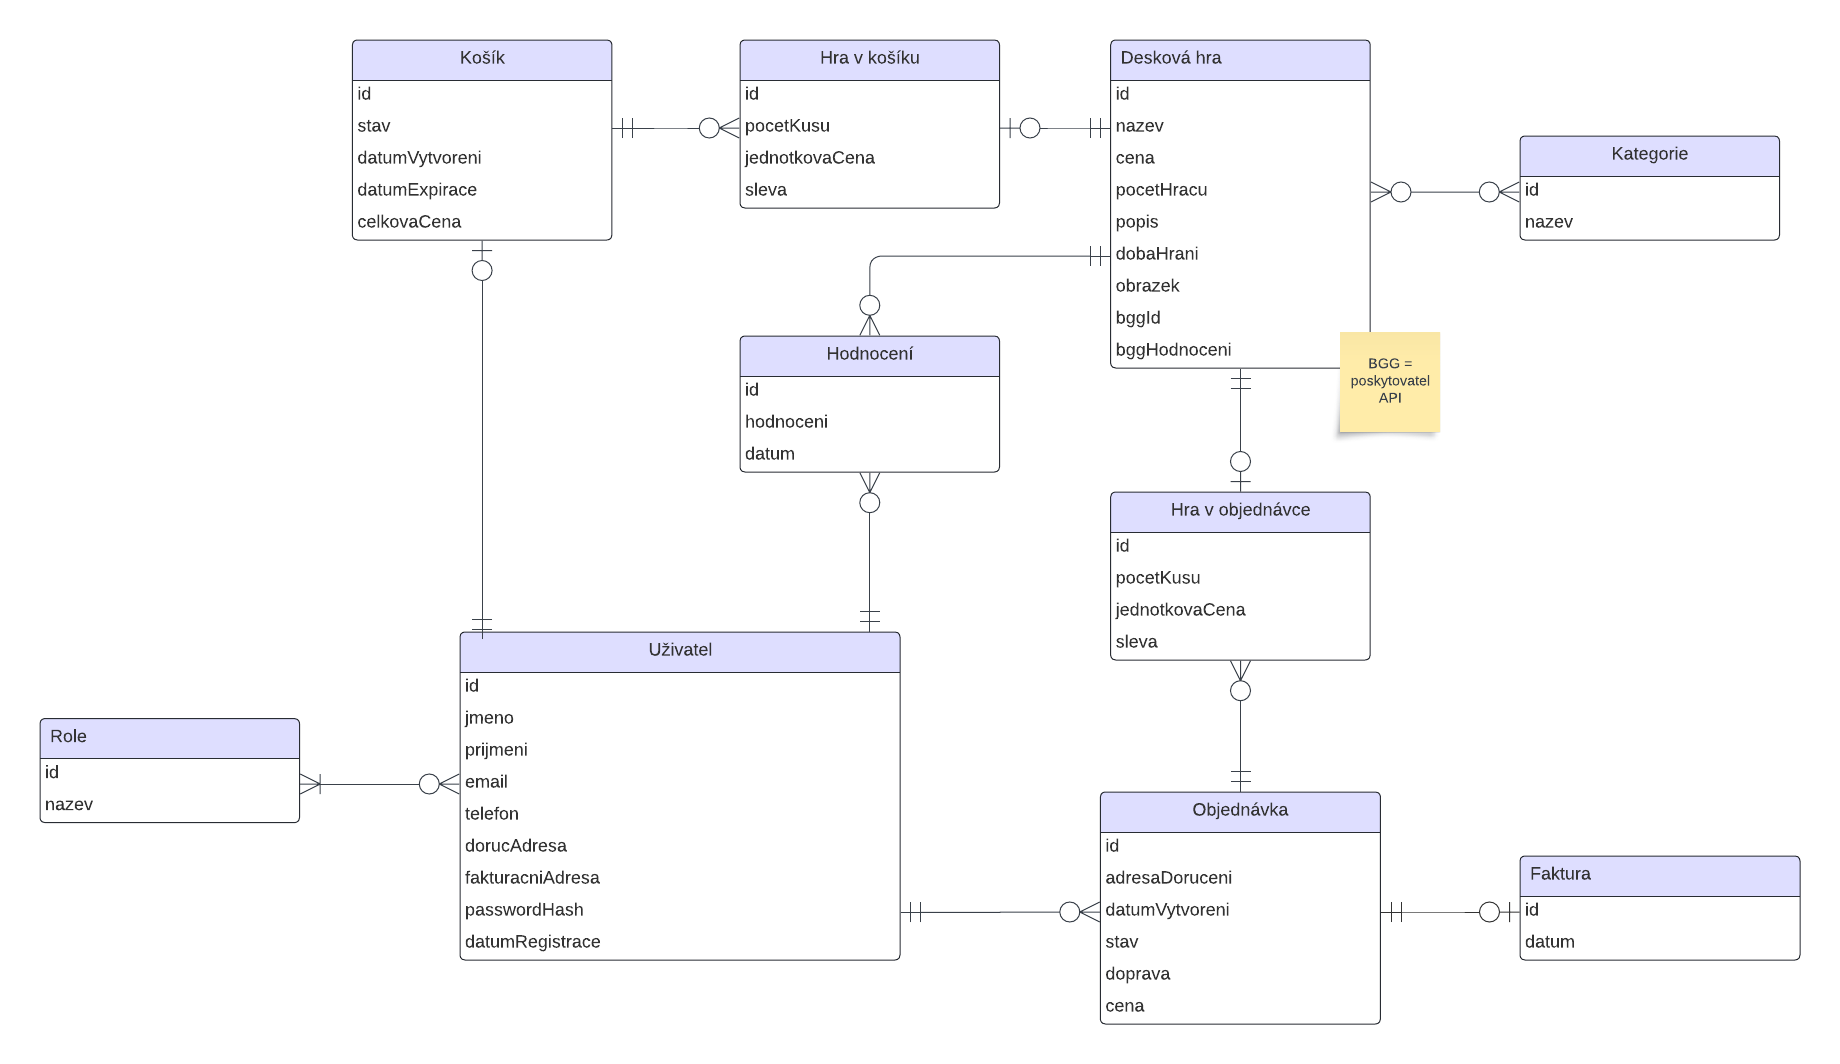 Košík
id
stav
datumVytvoreni
datumExpirace
celkovaCena
Hra v košíku
id
pocetKusu
jednotkovaCena
sleva
Desková hra
id
nazev
cena
pocetHracu
popis
dobaHrani
obrazek
bggId
bggHodnoceni
Kategorie
id
nazev
BGG =
poskytovatel
API
Hodnocení
id
hodnoceni
datum
Hra v objednávce
id
pocetKusu
jednotkovaCena
sleva
Uživatel
id
jmeno
prijmeni
email
telefon
dorucAdresa
fakturacniAdresa
passwordHash
datumRegistrace
Role
id
nazev
Objednávka
id
adresaDoruceni
datumVytvoreni
stav
doprava
cena
Faktura
id
datum